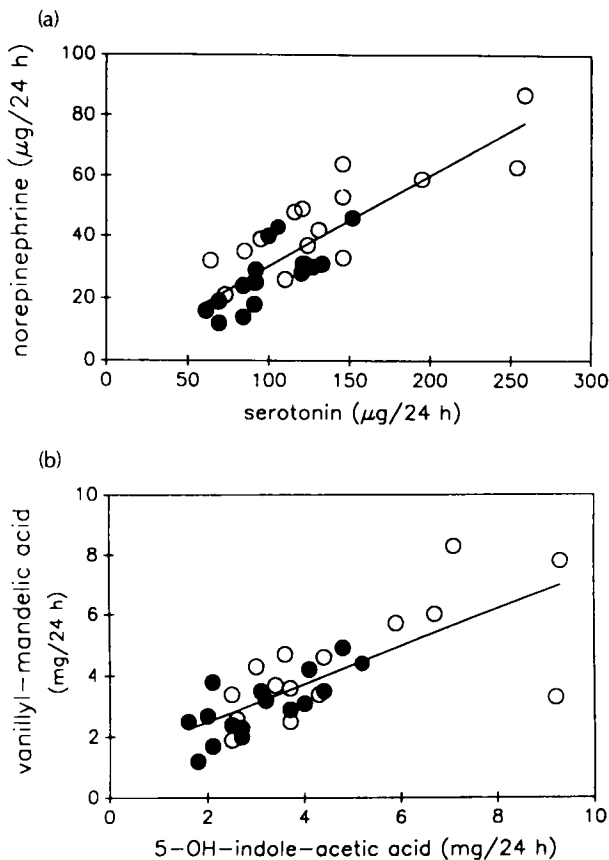 (a)
norepinephrine (μg/24 h)
100
80
60
40
20
0
0 50 100 150 200 250 300
serotonin (μg/24 h)
(b)
vanillyl-mandelic acid
(mg/24 h)
10
8
6
4
2
0
0 2 4 6 8 10
5-OH-indole-acetic acid (mg/24 h)